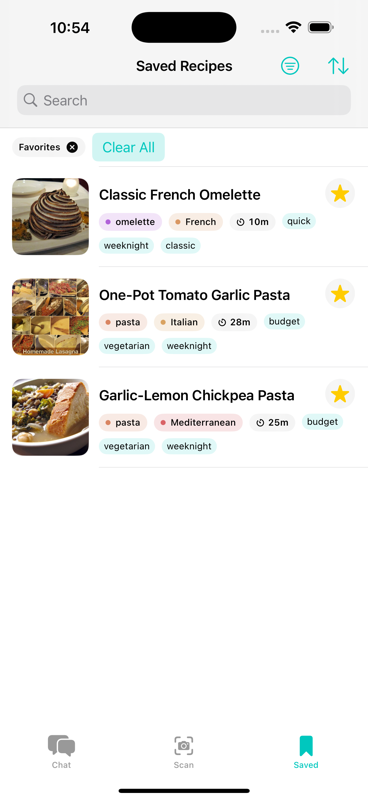 10:54
Saved Recipes
Search
Favorites
Clear All
Classic French Omelette
omelette French 10m quick
weeknight classic
One-Pot Tomato Garlic Pasta
pasta Italian 28m budget
vegetarian weeknight
Homemade Lasagna
Garlic-Lemon Chickpea Pasta
pasta Mediterranean 25m budget
vegetarian weeknight
Chat Scan Saved